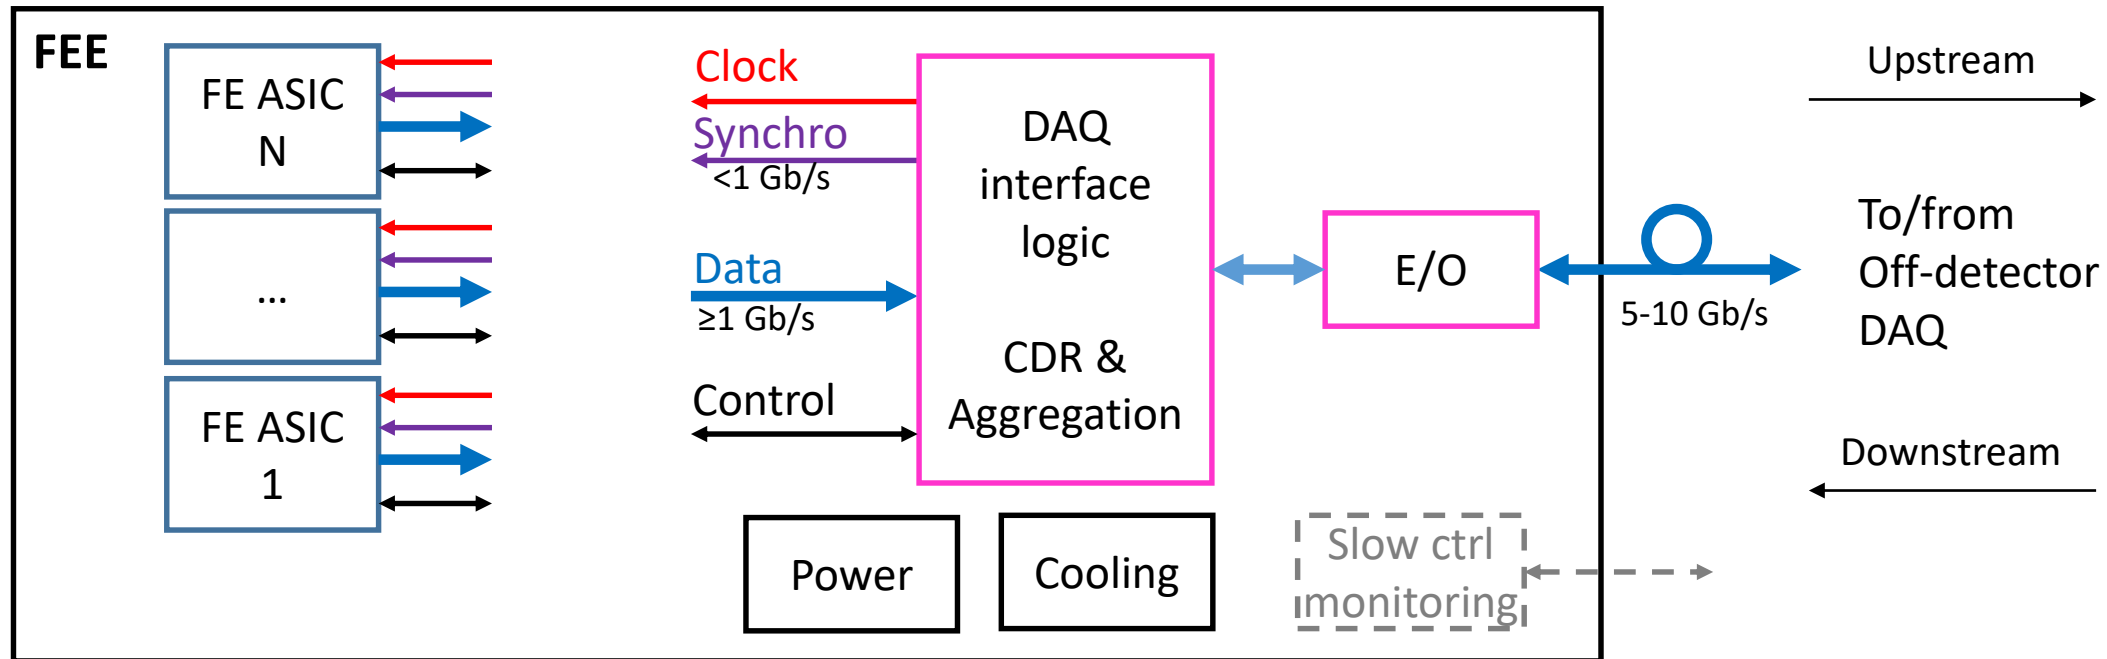 FEE
FE ASIC
N
...
FE ASIC
1
Clock
Synchro
<1 Gb/s
Data
≥1 Gb/s
Control
DAQ
interface
logic
CDR &
Aggregation
E/O
5-10 Gb/s
Power
Cooling
Slow ctrl
monitoring
Upstream
To/from
Off-detector
DAQ
Downstream